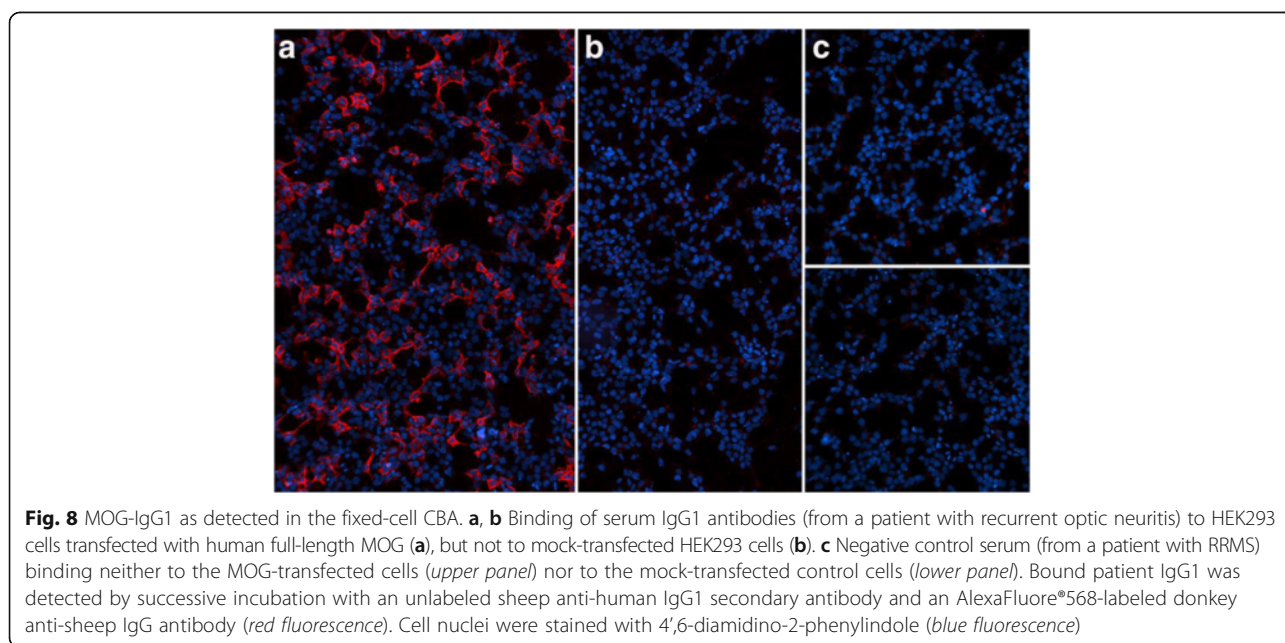 a
b
c
Fig. 8 MOG-IgG1 as detected in the fixed-cell CBA. a, b Binding of serum IgG1 antibodies (from a patient with recurrent optic neuritis) to HEK293
cells transfected with human full-length MOG (a), but not to mock-transfected HEK293 cells (b). c Negative control serum (from a patient with RRMS)
binding neither to the MOG-transfected cells (upper panel) nor to the mock-transfected control cells (lower panel). Bound patient IgG1 was
detected by successive incubation with an unlabeled sheep anti-human IgG1 secondary antibody and an AlexaFluore®568-labeled donkey
anti-sheep IgG antibody (red fluorescence). Cell nuclei were stained with 4′,6-diamidino-2-phenylindole (blue fluorescence)